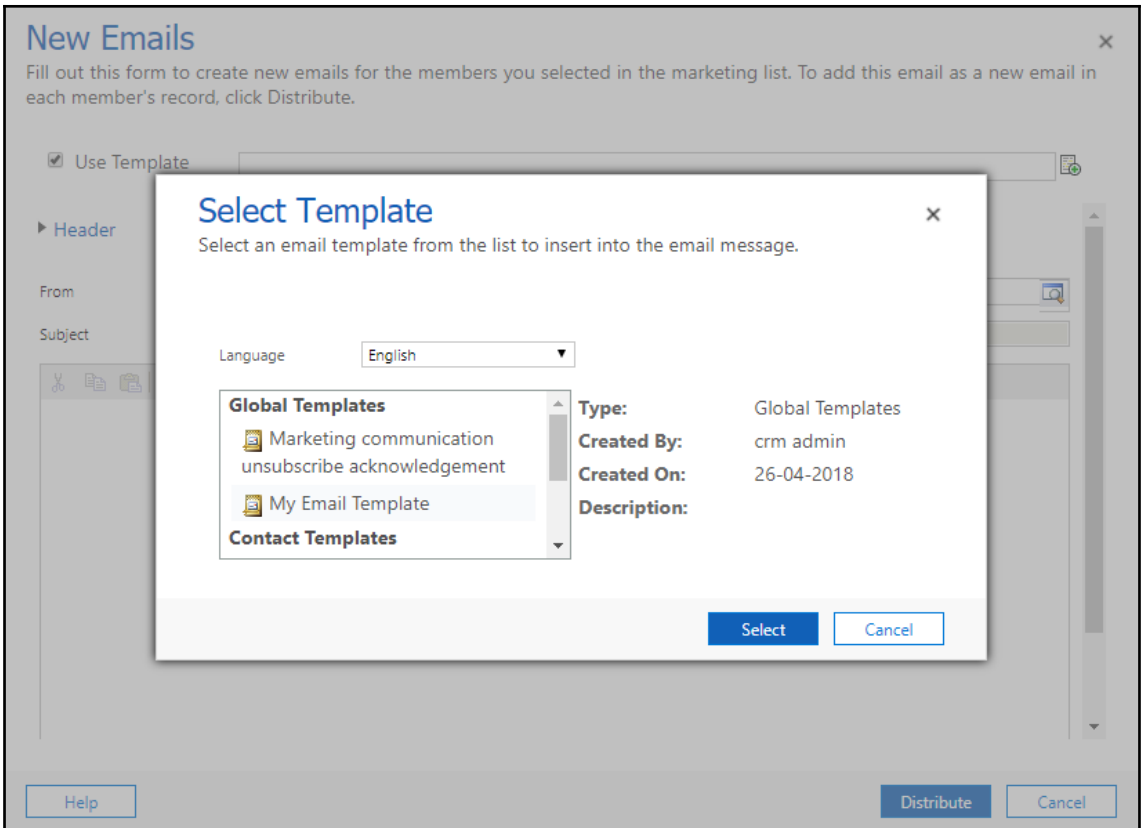 New Emails
Fill out this form to create new emails for the members you selected in the marketing list. To add this email as a new email in
each member's record, click Distribute.
Use Template
Select Template
Select an email template from the list to insert into the email message.
Header
From
Subject
Language English
Global Templates
Marketing communication
unsubscribe acknowledgement
My Email Template
Contact Templates
Type: Global Templates
Created By: crm admin
Created On: 26-04-2018
Description:
Select Cancel
Help Distribute Cancel